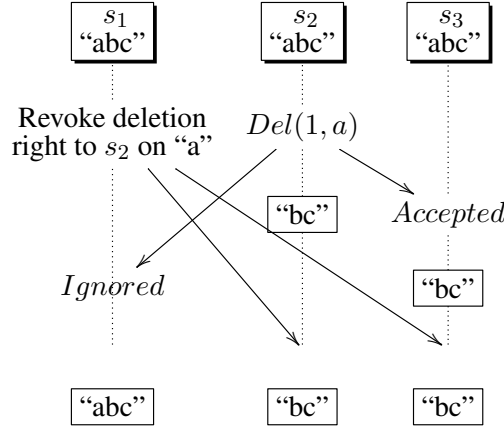 s₁ s₂ s₃
“abc” “abc” “abc”
Revoke deletion
right to s₂ on “a”
Del(1, a)
“bc”
Accepted
Ignored
“bc”
“abc” “bc” “bc”